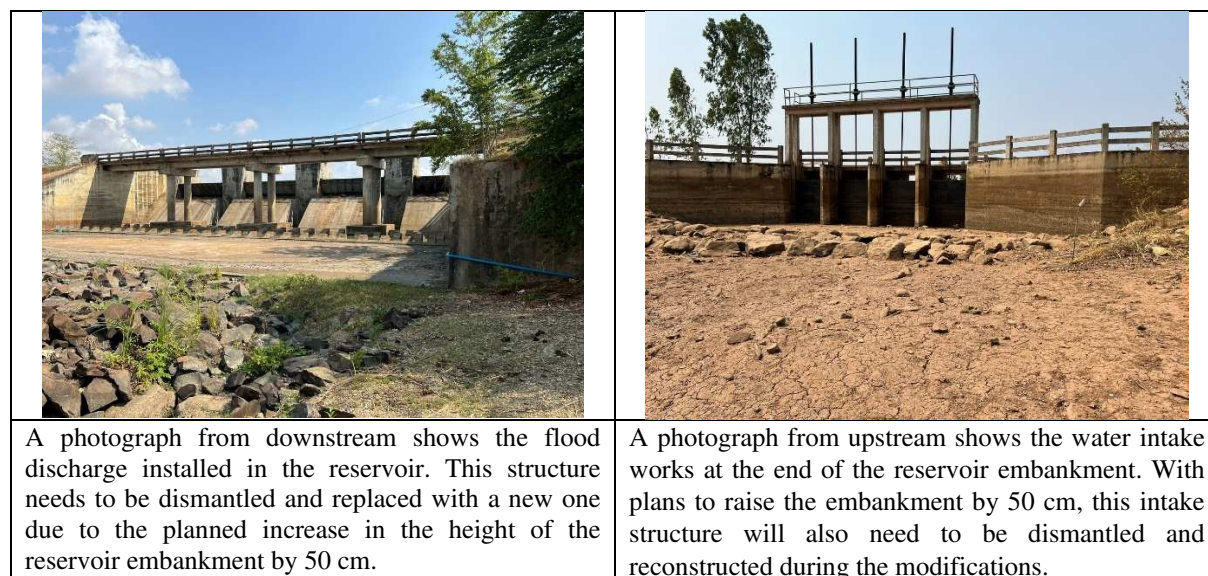 A photograph from downstream shows the flood
discharge installed in the reservoir. This structure
needs to be dismantled and replaced with a new one
due to the planned increase in the height of the
reservoir embankment by 50 cm.
A photograph from upstream shows the water intake
works at the end of the reservoir embankment. With
plans to raise the embankment by 50 cm, this intake
structure will also need to be dismantled and
reconstructed during the modifications.